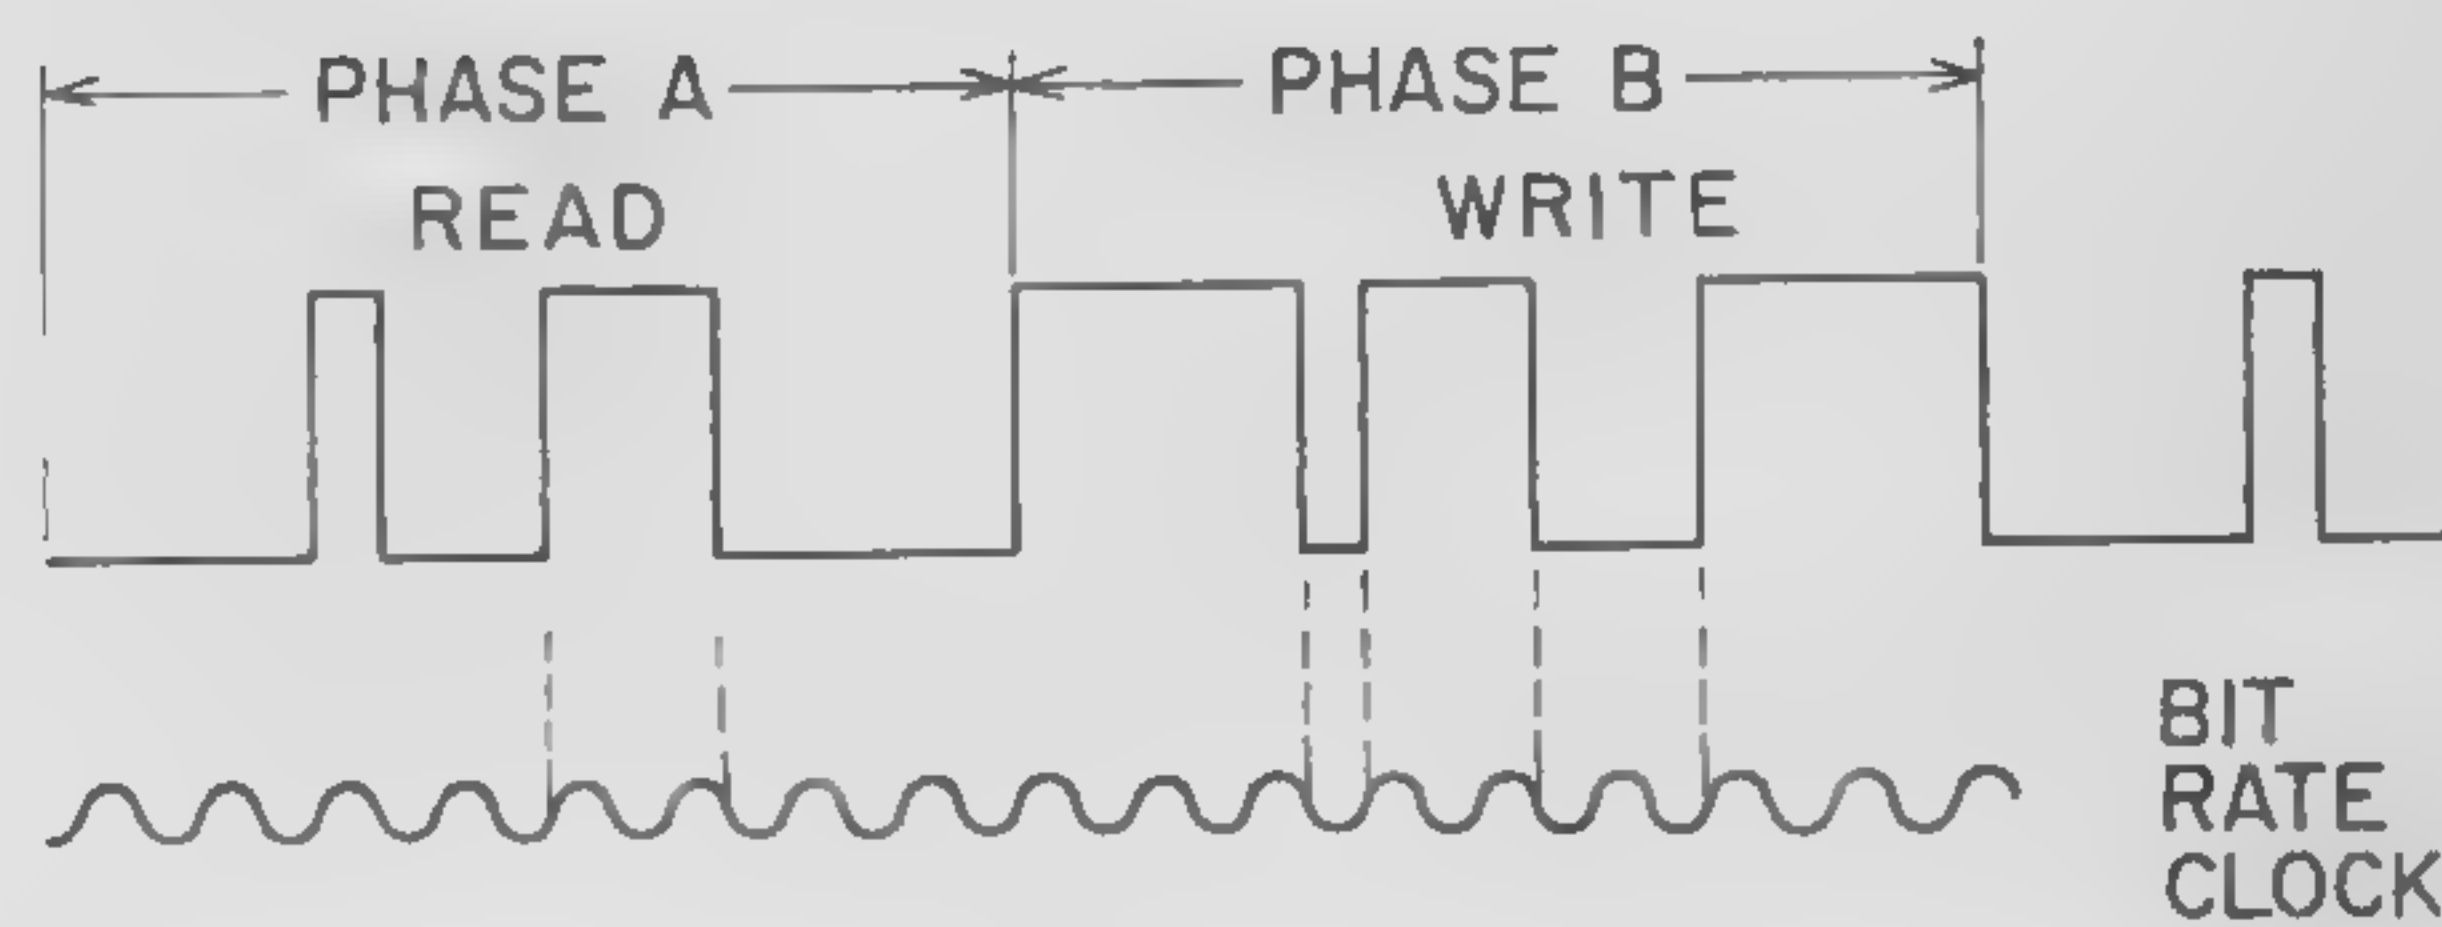 PHASE A
PHASE B
READ
WRITE
BIT
RATE
CLOCK